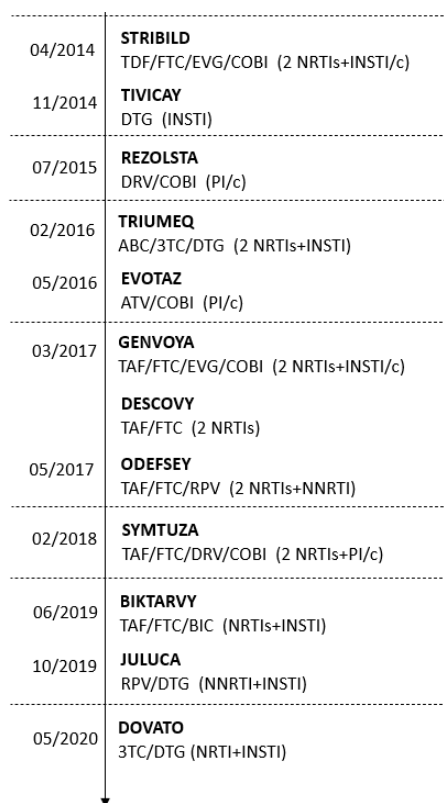 04/2014
STRIBILD
TDF/FTC/EVG/COBI (2 NRTIs+INSTI/c)
11/2014
TIVICAY
DTG (INSTI)
07/2015
REZOLSTA
DRV/COBI (PI/c)
02/2016
TRIUMEQ
ABC/3TC/DTG (2 NRTIs+INSTI)
05/2016
EVOTAZ
ATV/COBI (PI/c)
03/2017
GENVOYA
TAF/FTC/EVG/COBI (2 NRTIs+INSTI/c)
DESCOVY
TAF/FTC (2 NRTIs)
05/2017
ODEFSEY
TAF/FTC/RPV (2 NRTIs+NNRTI)
02/2018
SYMTUZA
TAF/FTC/DRV/COBI (2 NRTIs+PI/c)
06/2019
BIKTARVY
TAF/FTC/BIC (NRTIs+INSTI)
10/2019
JULUCA
RPV/DTG (NNRTI+INSTI)
05/2020
DOVATO
3TC/DTG (NRTI+INSTI)